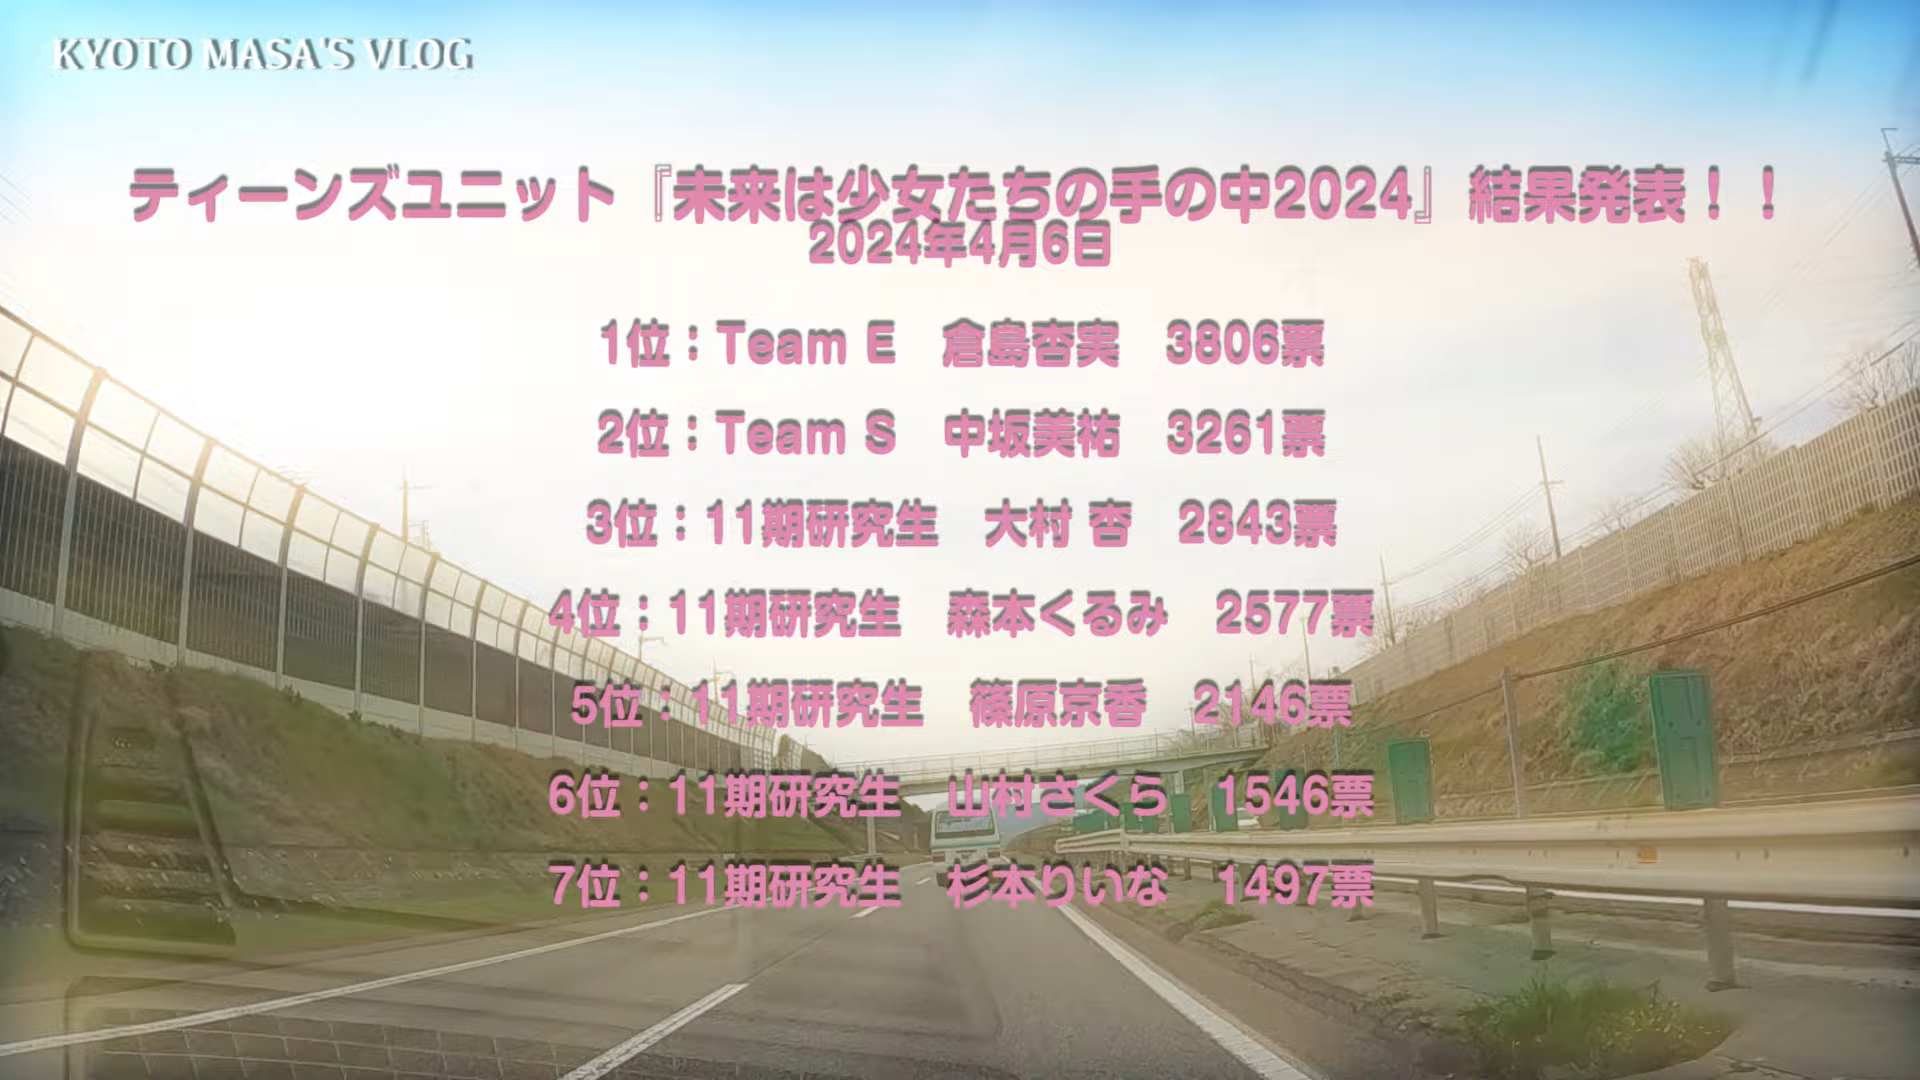 KYOTO MASA'S VLOG
ティーンズユニット『未来は少女たちの手の中2024』結果発表！！
2024年4月6日
1位：Team E　倉島杏実　3806票
2位：Team S　中坂美祐　3261票
3位：11期研究生　大村 杏　2843票
4位：11期研究生　森本くるみ　2577票
5位：11期研究生　篠原京香　2146票
6位：11期研究生　山村さくら　1546票
7位：11期研究生　杉本りいな　1497票